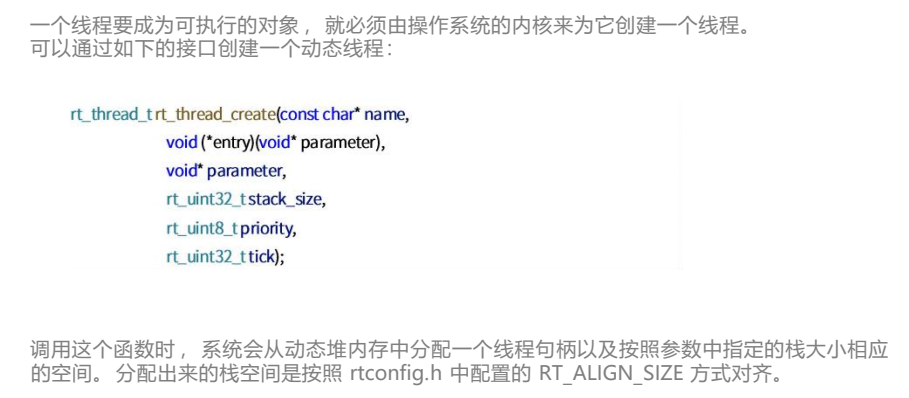 一个线程要成为可执行的对象，就必须由操作系统的内核来为它创建一个线程。
可以通过如下的接口创建一个动态线程：
rt_thread_t rt_thread_create(const char* name,
void (*entry)(void* parameter),
void* parameter,
rt_uint32_t stack_size,
rt_uint8_t priority,
rt_uint32_t tick);
调用这个函数时，系统会从动态堆内存中分配一个线程句柄以及按照参数中指定的栈大小相应
的空间。分配出来的栈空间是按照 rtconfig.h 中配置的 RT_ALIGN_SIZE 方式对齐。